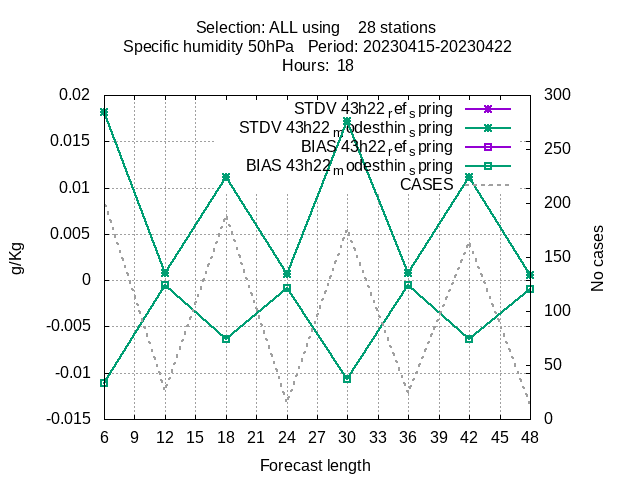 Selection: ALL using 28 stations
Specific humidity 50hPa Period: 20230415-20230422
Hours: 18
0.02
0.015
0.01
0.005
0
-0.005
-0.01
-0.015
300
250
200
150
100
50
0
STDV 43h22_ref_spring
STDV 43h22_modesthin_spring
BIAS 43h22_ref_spring
BIAS 43h22_modesthin_spring
CASES
g/Kg
No cases
6 9 12 15 18 21 24 27 30 33 36 39 42 45 48
Forecast length